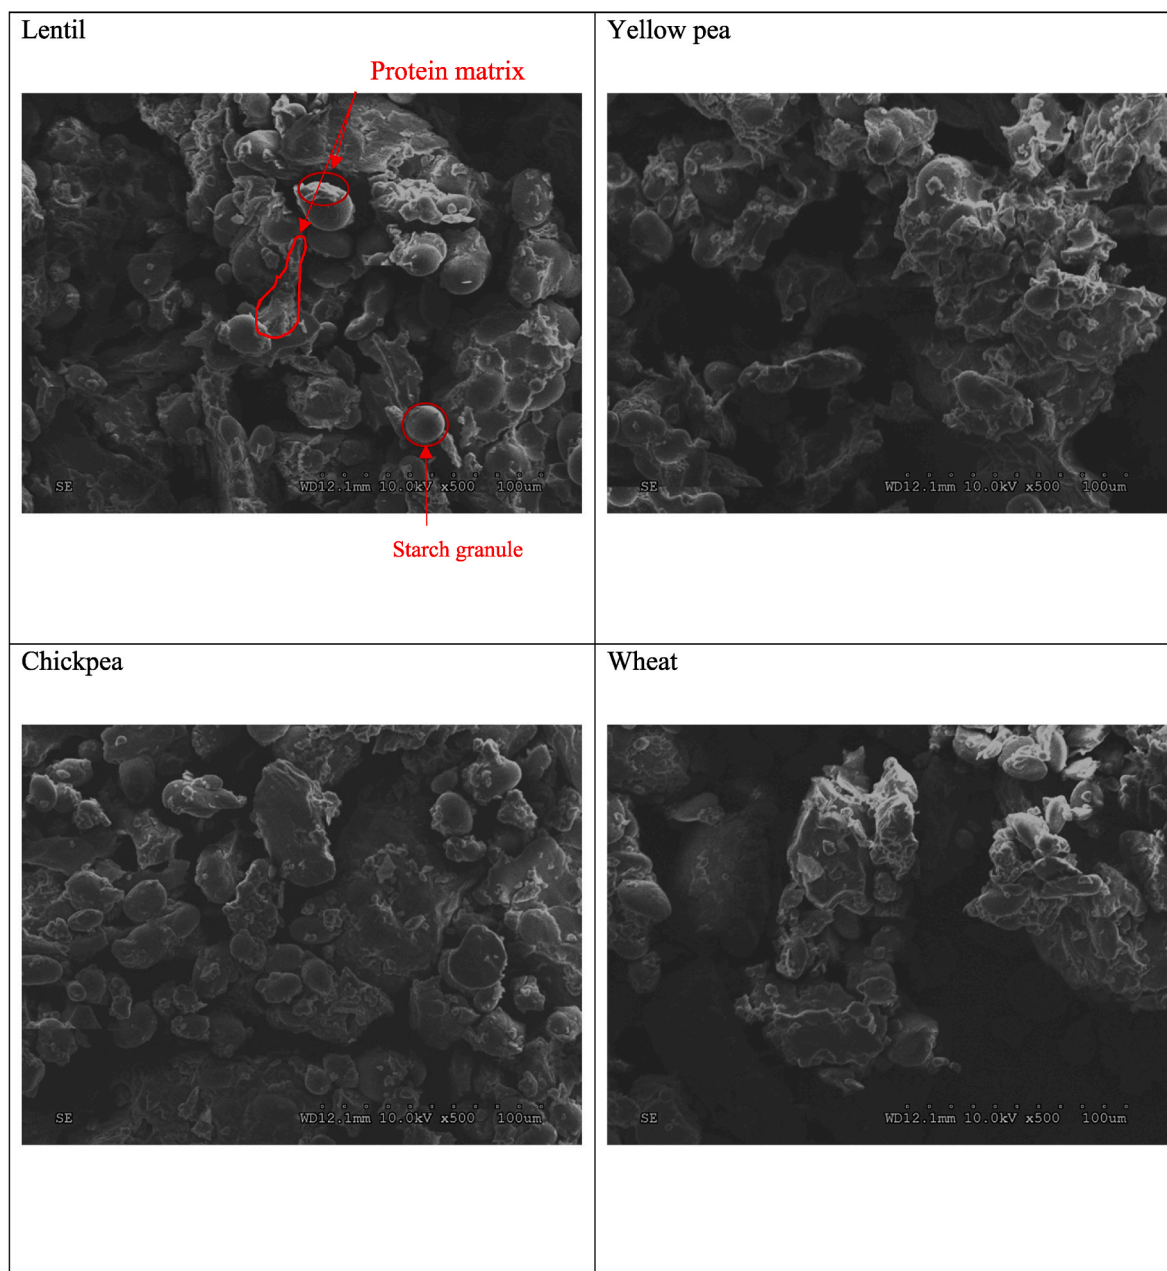 Lentil
Protein matrix
SE WD12.1mm 10.0kV x500 100um
Starch granule
Yellow pea
SE WD12.1mm 10.0kV x500 100um
Chickpea
SE WD12.1mm 10.0kV x500 100um
Wheat
SE WD12.1mm 10.0kV x500 100um